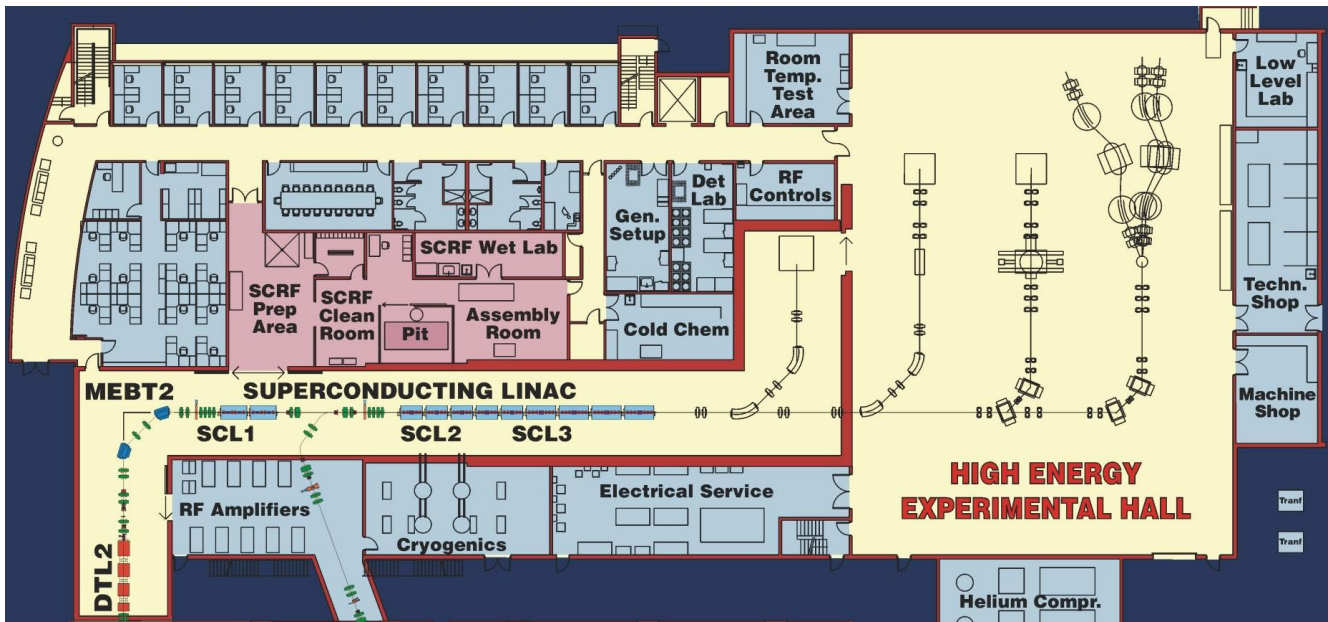 Room
Temp.
Test
Area
Low
Level
Lab
Det
Lab
RF
Controls
Gen.
Setup
SCRF Wet Lab
SCRF
Prep
Area
SCRF
Clean
Room
Pit
Assembly
Room
Cold Chem
Techn.
Shop
Machine
Shop
MEBT2
SUPERCONDUCTING LINAC
SCL1
SCL2
SCL3
DTL2
RF Amplifiers
Cryogenics
Electrical Service
HIGH ENERGY
EXPERIMENTAL HALL
Tranf
Tranf
Helium Compr.